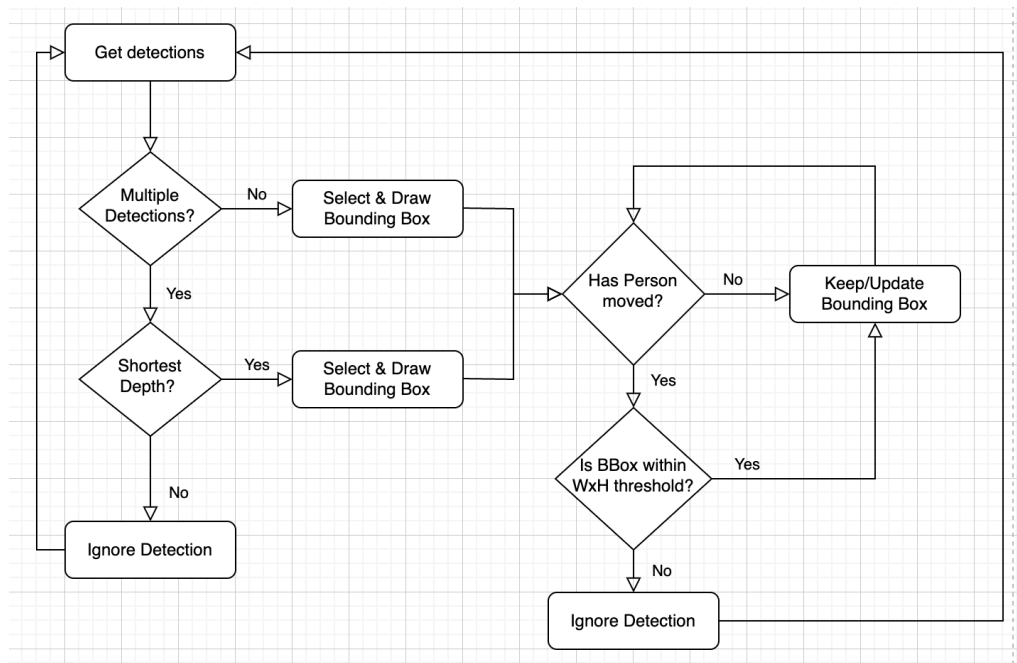 Get detections
Multiple
Detections?
No
Select & Draw
Bounding Box
Yes
Shortest
Depth?
Yes
Select & Draw
Bounding Box
No
Ignore Detection
Has Person
moved?
No
Keep/Update
Bounding Box
Yes
Is BBox within
WxH threshold?
Yes
No
Ignore Detection